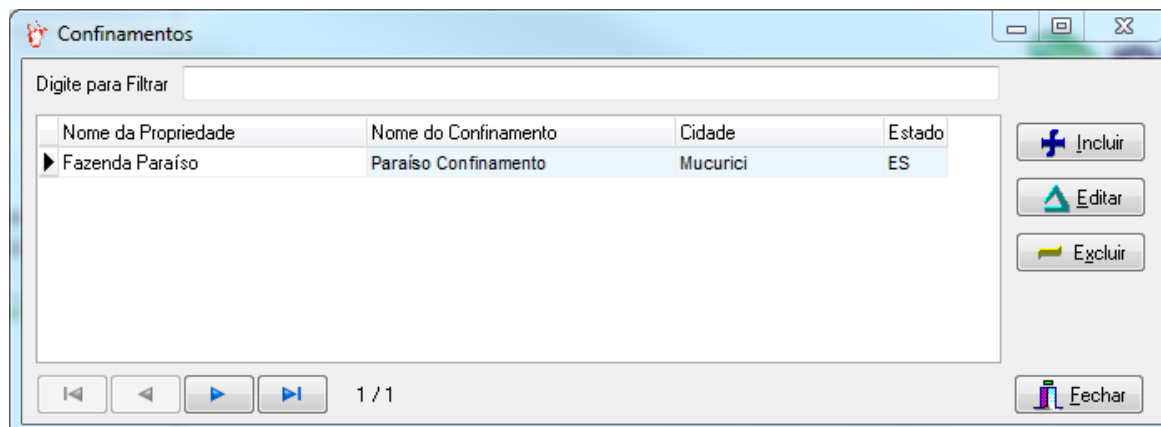 Confinamentos
Digite para Filtrar
Nome da Propriedade Nome do Confinamento Cidade Estado
Fazenda Paraíso Paraíso Confinamento Mucurici ES
Incluir
Editar
Excluir
1 / 1
Fechar